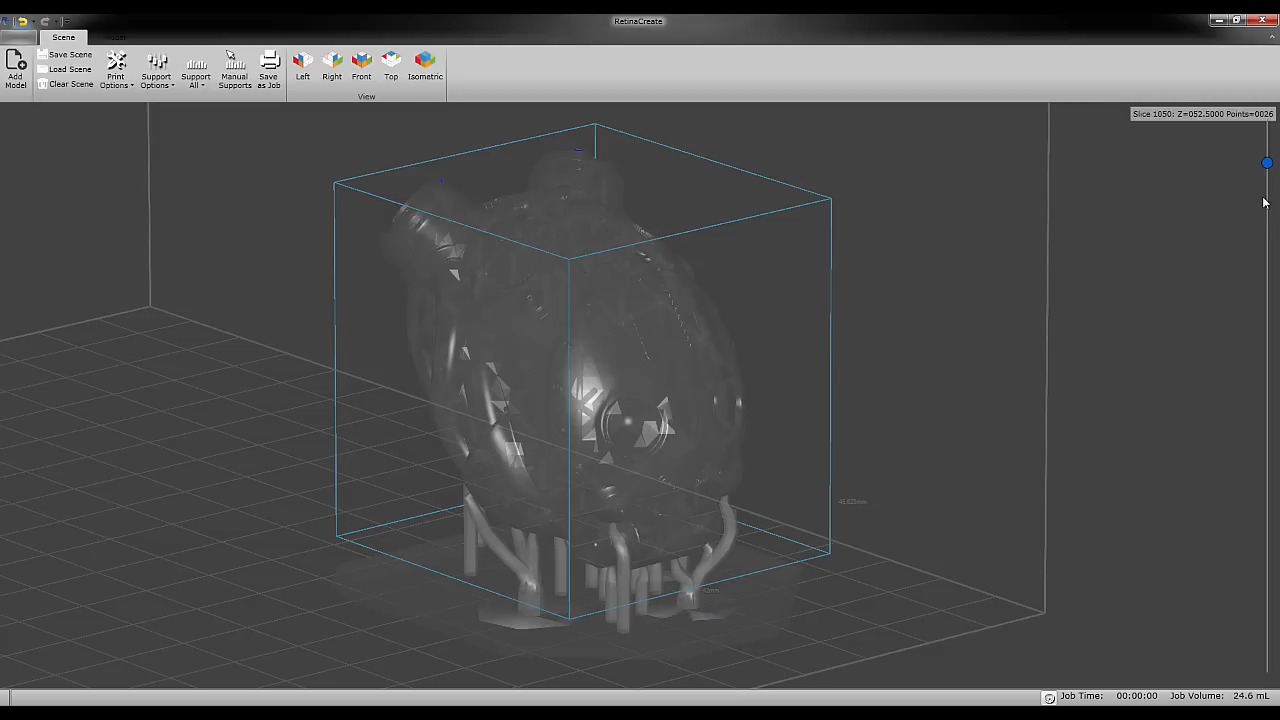 RetinaCreate
Scene
Add Model
Save Scene
Load Scene
Clear Scene
Print Options
Support Options
Support All
Manual Supports
Save as Job
Left
Right
Front
Top
Isometric
View
Slice 1050: Z=052.5000 Points=0026
42mm
Job Time: 00:00:00 Job Volume: 24.6 mL